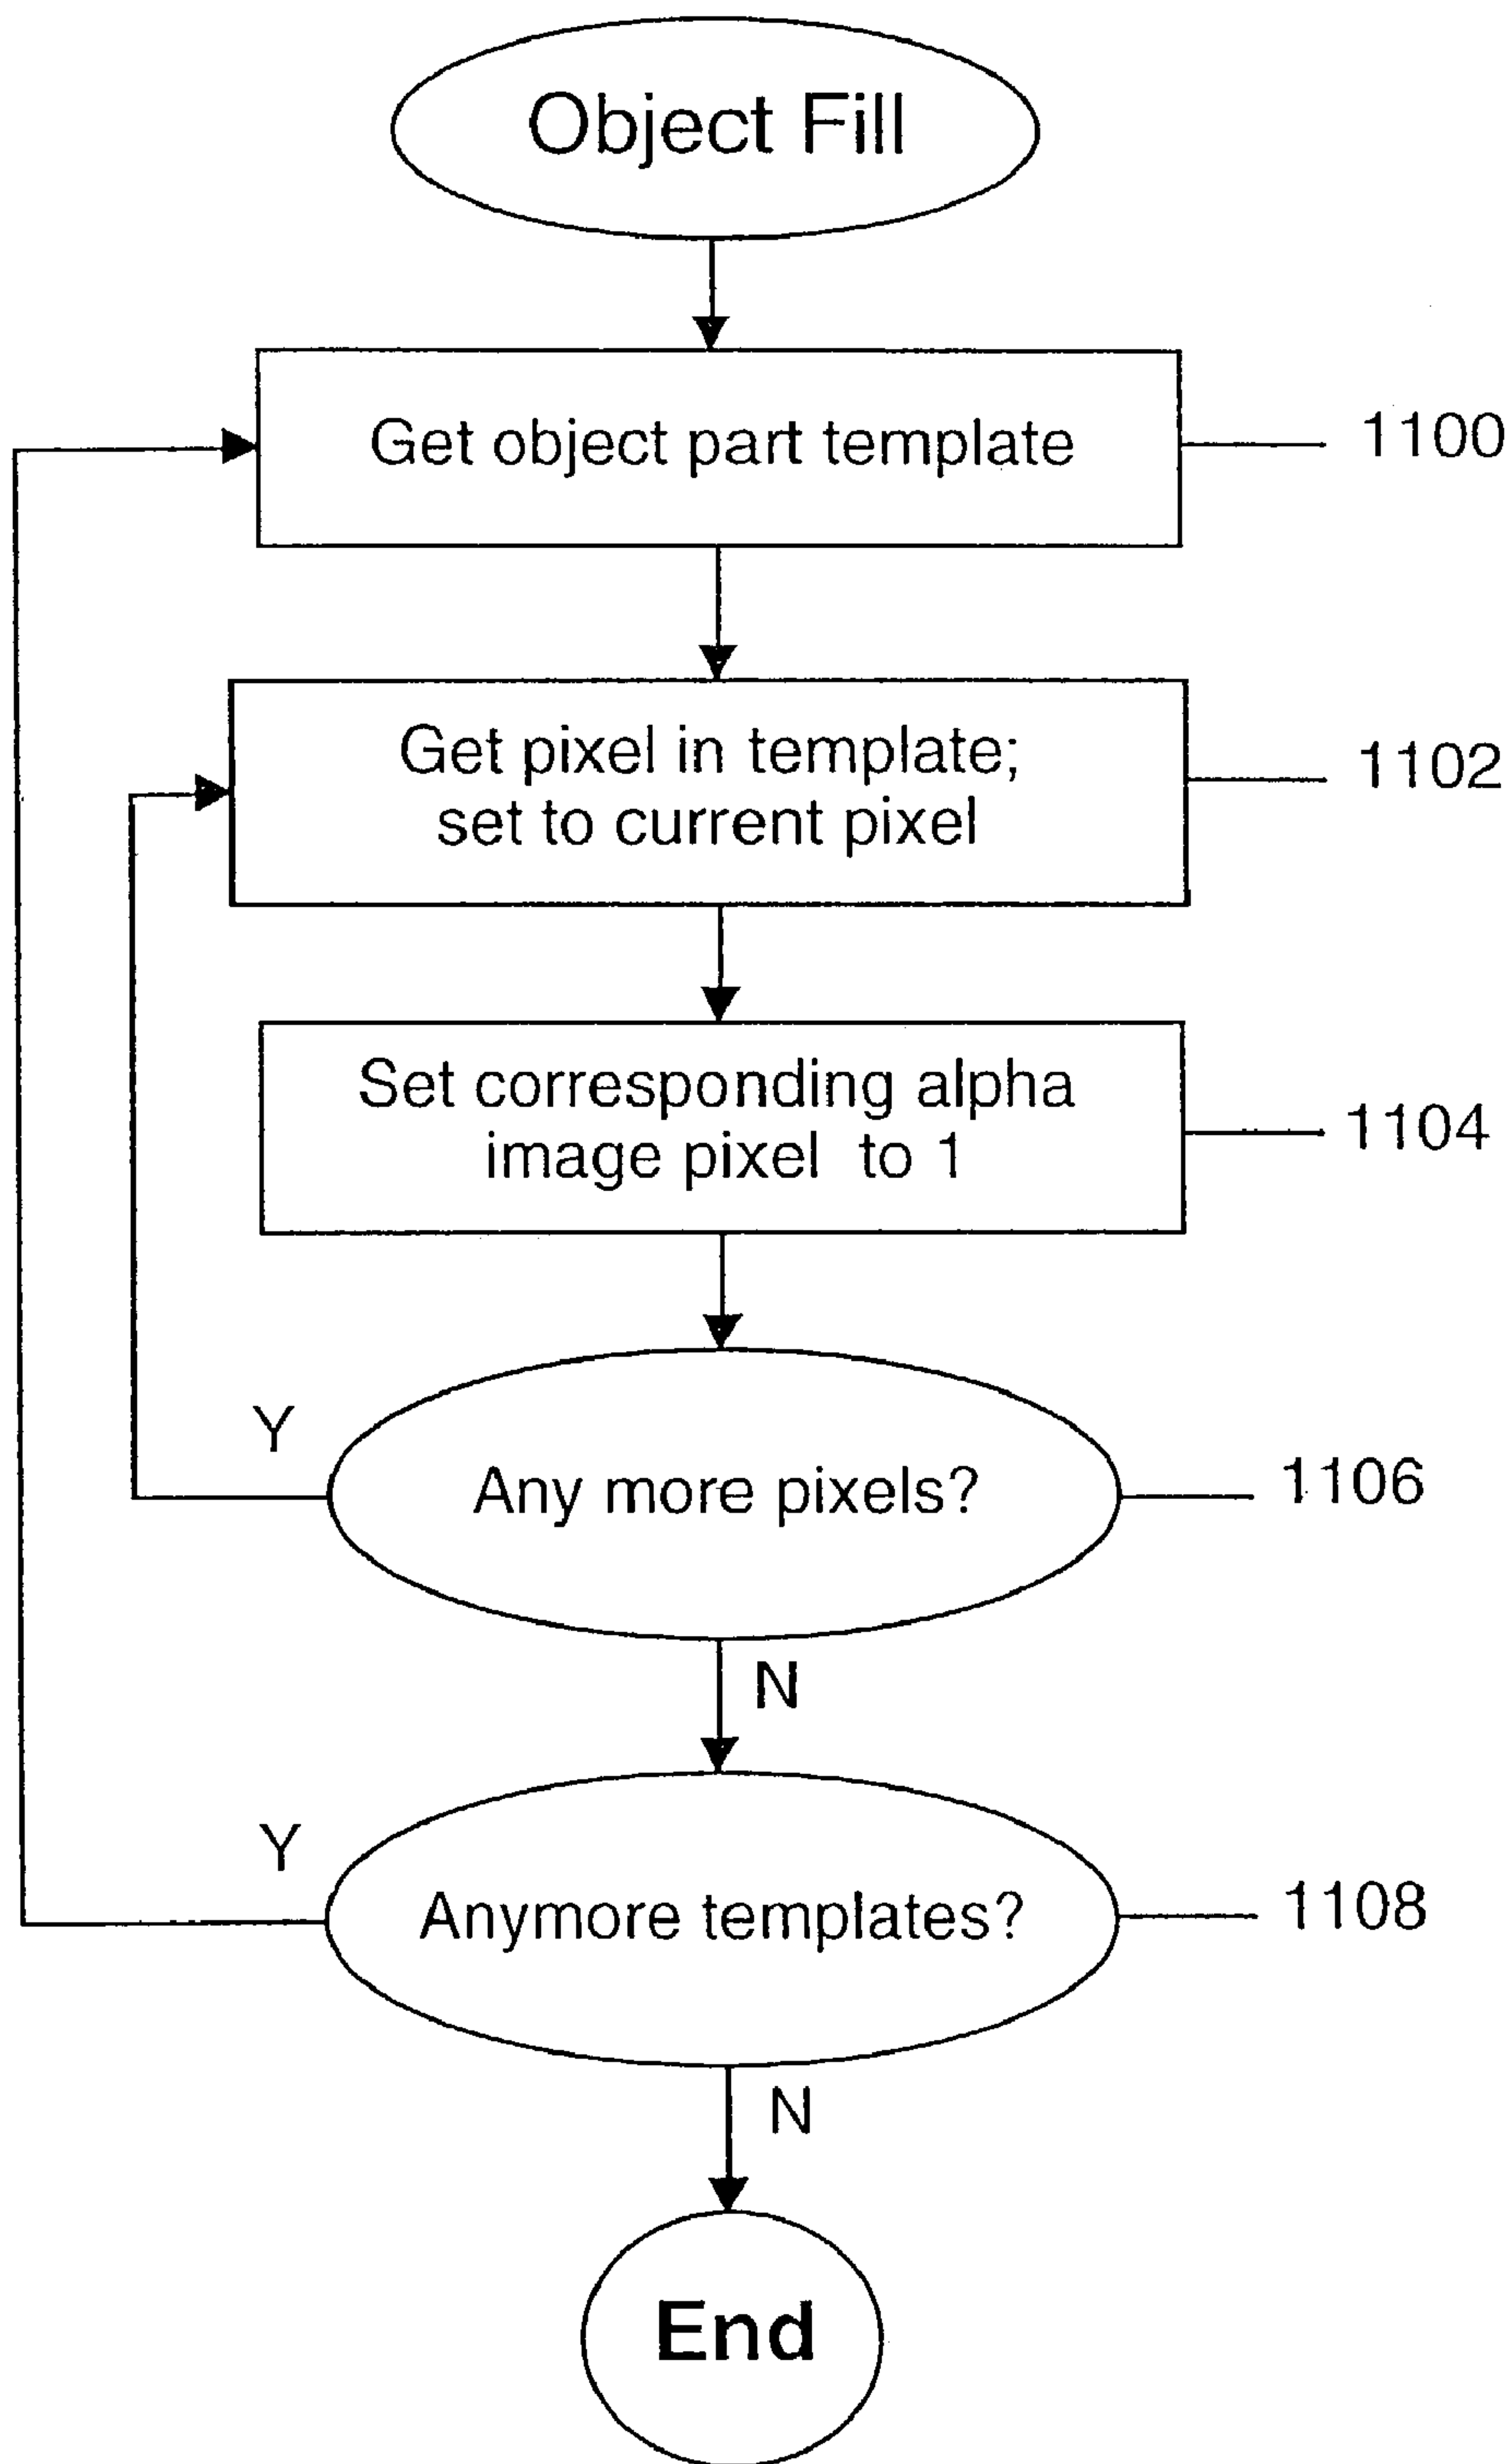 Object Fill
Get object part template
1100
Get pixel in template;
set to current pixel
1102
Set corresponding alpha
image pixel to 1
1104
Y
Any more pixels?
1106
N
Y
Anymore templates?
1108
N
End